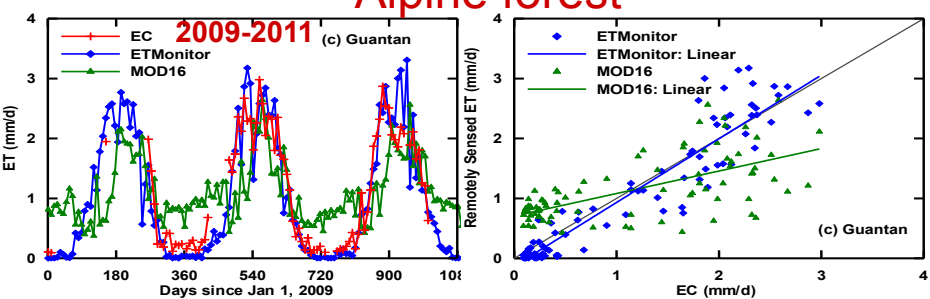 Alpine forest
2009-2011
EC
ETMonitor
MOD16
(c) Guantan
ET (mm/d)
4
3
2
1
0
0 180 360 540 720 900 108
Days since Jan 1, 2009
ETMonitor
ETMonitor: Linear
MOD16
MOD16: Linear
(c) Guantan
Remotely Sensed ET (mm/d)
4
3
2
1
0
0 1 2 3 4
EC (mm/d)